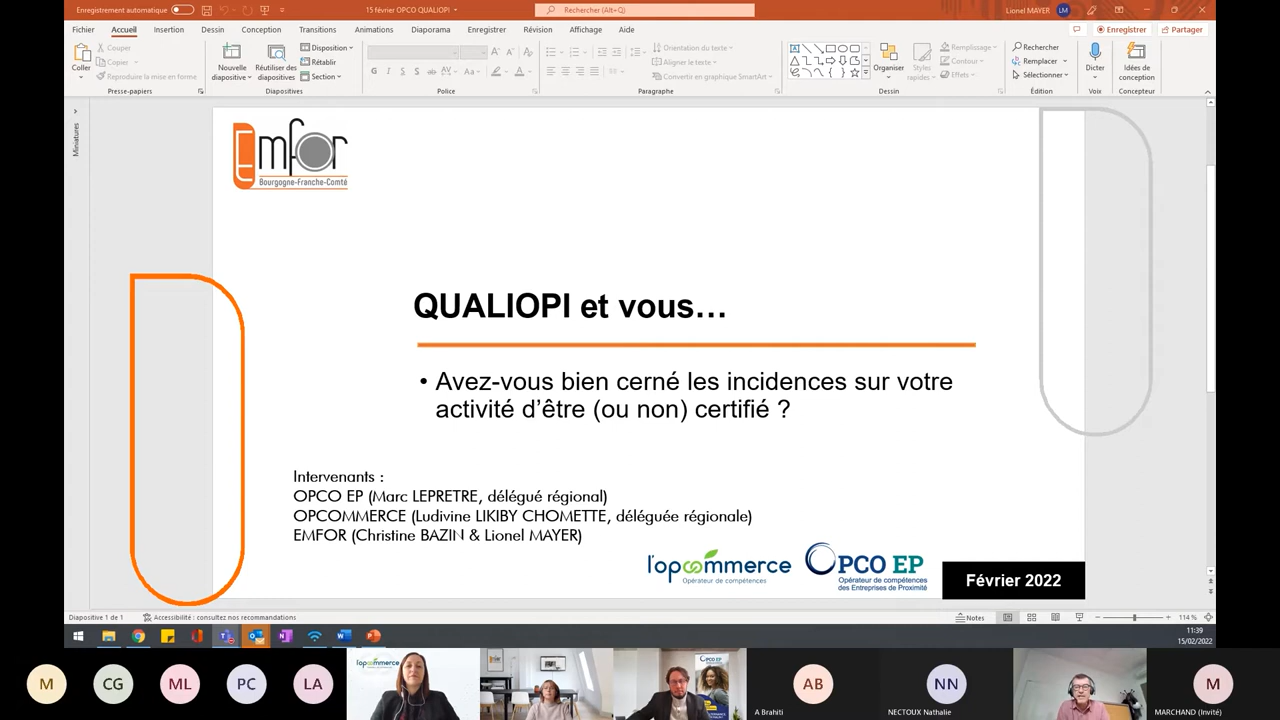 Enregistrement automatique
15 février OPCO QUALIOPI
Rechercher (Alt+Q)
Lionel MAYER
LM
Fichier
Accueil
Insertion
Dessin
Conception
Transitions
Animations
Diaporama
Enregistrer
Révision
Affichage
Aide
Enregistrer
Partager
Coller
Couper
Copier
Reproduire la mise en forme
Presse-papiers
Nouvelle diapositive
Réutiliser des diapositives
Disposition
Rétablir
Section
Diapositives
G I S S ab AV Aa A
Police
Orientation du texte
Aligner le texte
Convertir en graphique SmartArt
Paragraphe
Organiser
Styles rapides
Remplissage
Contour
Effets
Dessin
Rechercher
Remplacer
Sélectionner
Édition
Dicter
Voix
Idées de conception
Concepteur
Miniatures
Emfor
Bourgogne-Franche-Comté
QUALIOPI et vous…
• Avez-vous bien cerné les incidences sur votre
activité d’être (ou non) certifié ?
Intervenants :
OPCO EP (Marc LEPRETRE, délégué régional)
OPCOMMERCE (Ludivine LIKIBY CHOMETTE, déléguée régionale)
EMFOR (Christine BAZIN & Lionel MAYER)
l'opcommerce
Opérateur de compétences
OPCO EP
Opérateur de compétences
des Entreprises de Proximité
Février 2022
Diapositive 1 de 1
Accessibilité : consultez nos recommandations
Notes
114 %
11:39
15/02/2022
M
CG
ML
PC
LA
l'opcommerce
OPCO EP
AB
A Brahiti
NN
NECTOUX Nathalie
M
MARCHAND (Invité)